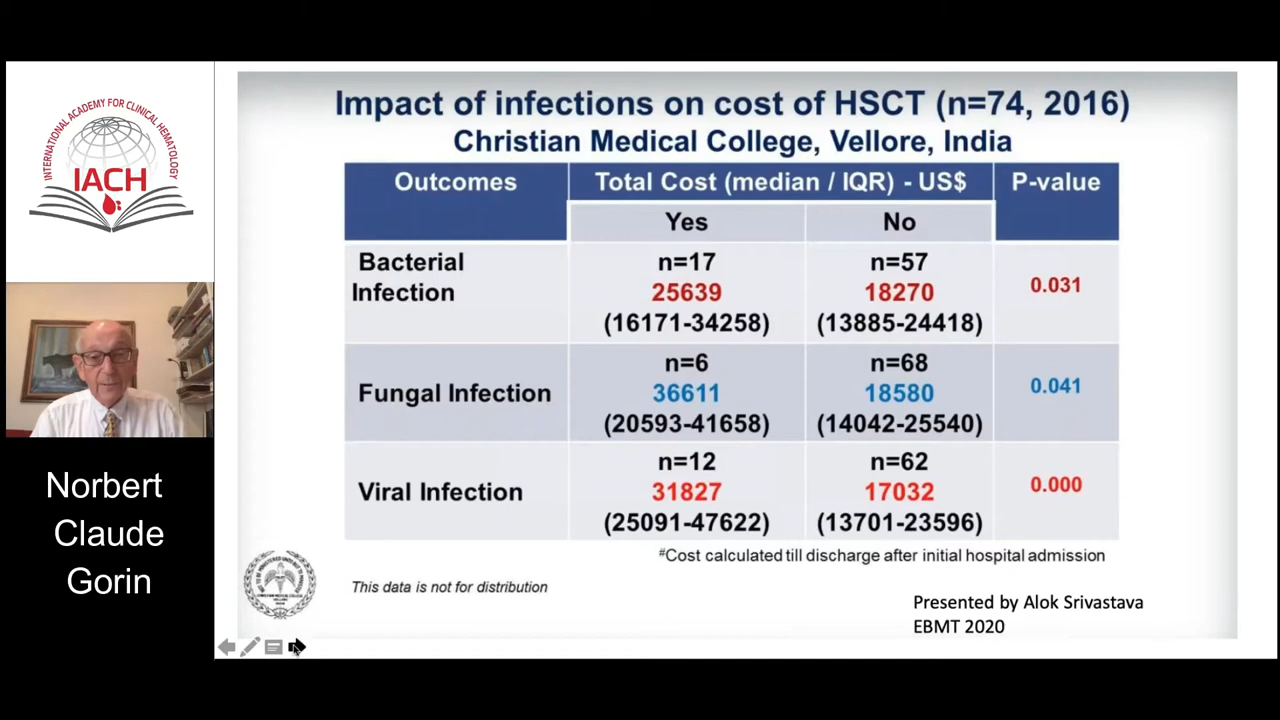 INTERNATIONAL ACADEMY FOR CLINICAL HEMATOLOGY
IACH
Norbert
Claude
Gorin
Impact of infections on cost of HSCT (n=74, 2016)
Christian Medical College, Vellore, India
Outcomes
Total Cost (median / IQR) - US$
P-value
Yes
No
Bacterial
Infection
n=17
25639
(16171-34258)
n=57
18270
(13885-24418)
0.031
Fungal Infection
n=6
36611
(20593-41658)
n=68
18580
(14042-25540)
0.041
Viral Infection
n=12
31827
(25091-47622)
n=62
17032
(13701-23596)
0.000
#Cost calculated till discharge after initial hospital admission
This data is not for distribution
Presented by Alok Srivastava
EBMT 2020